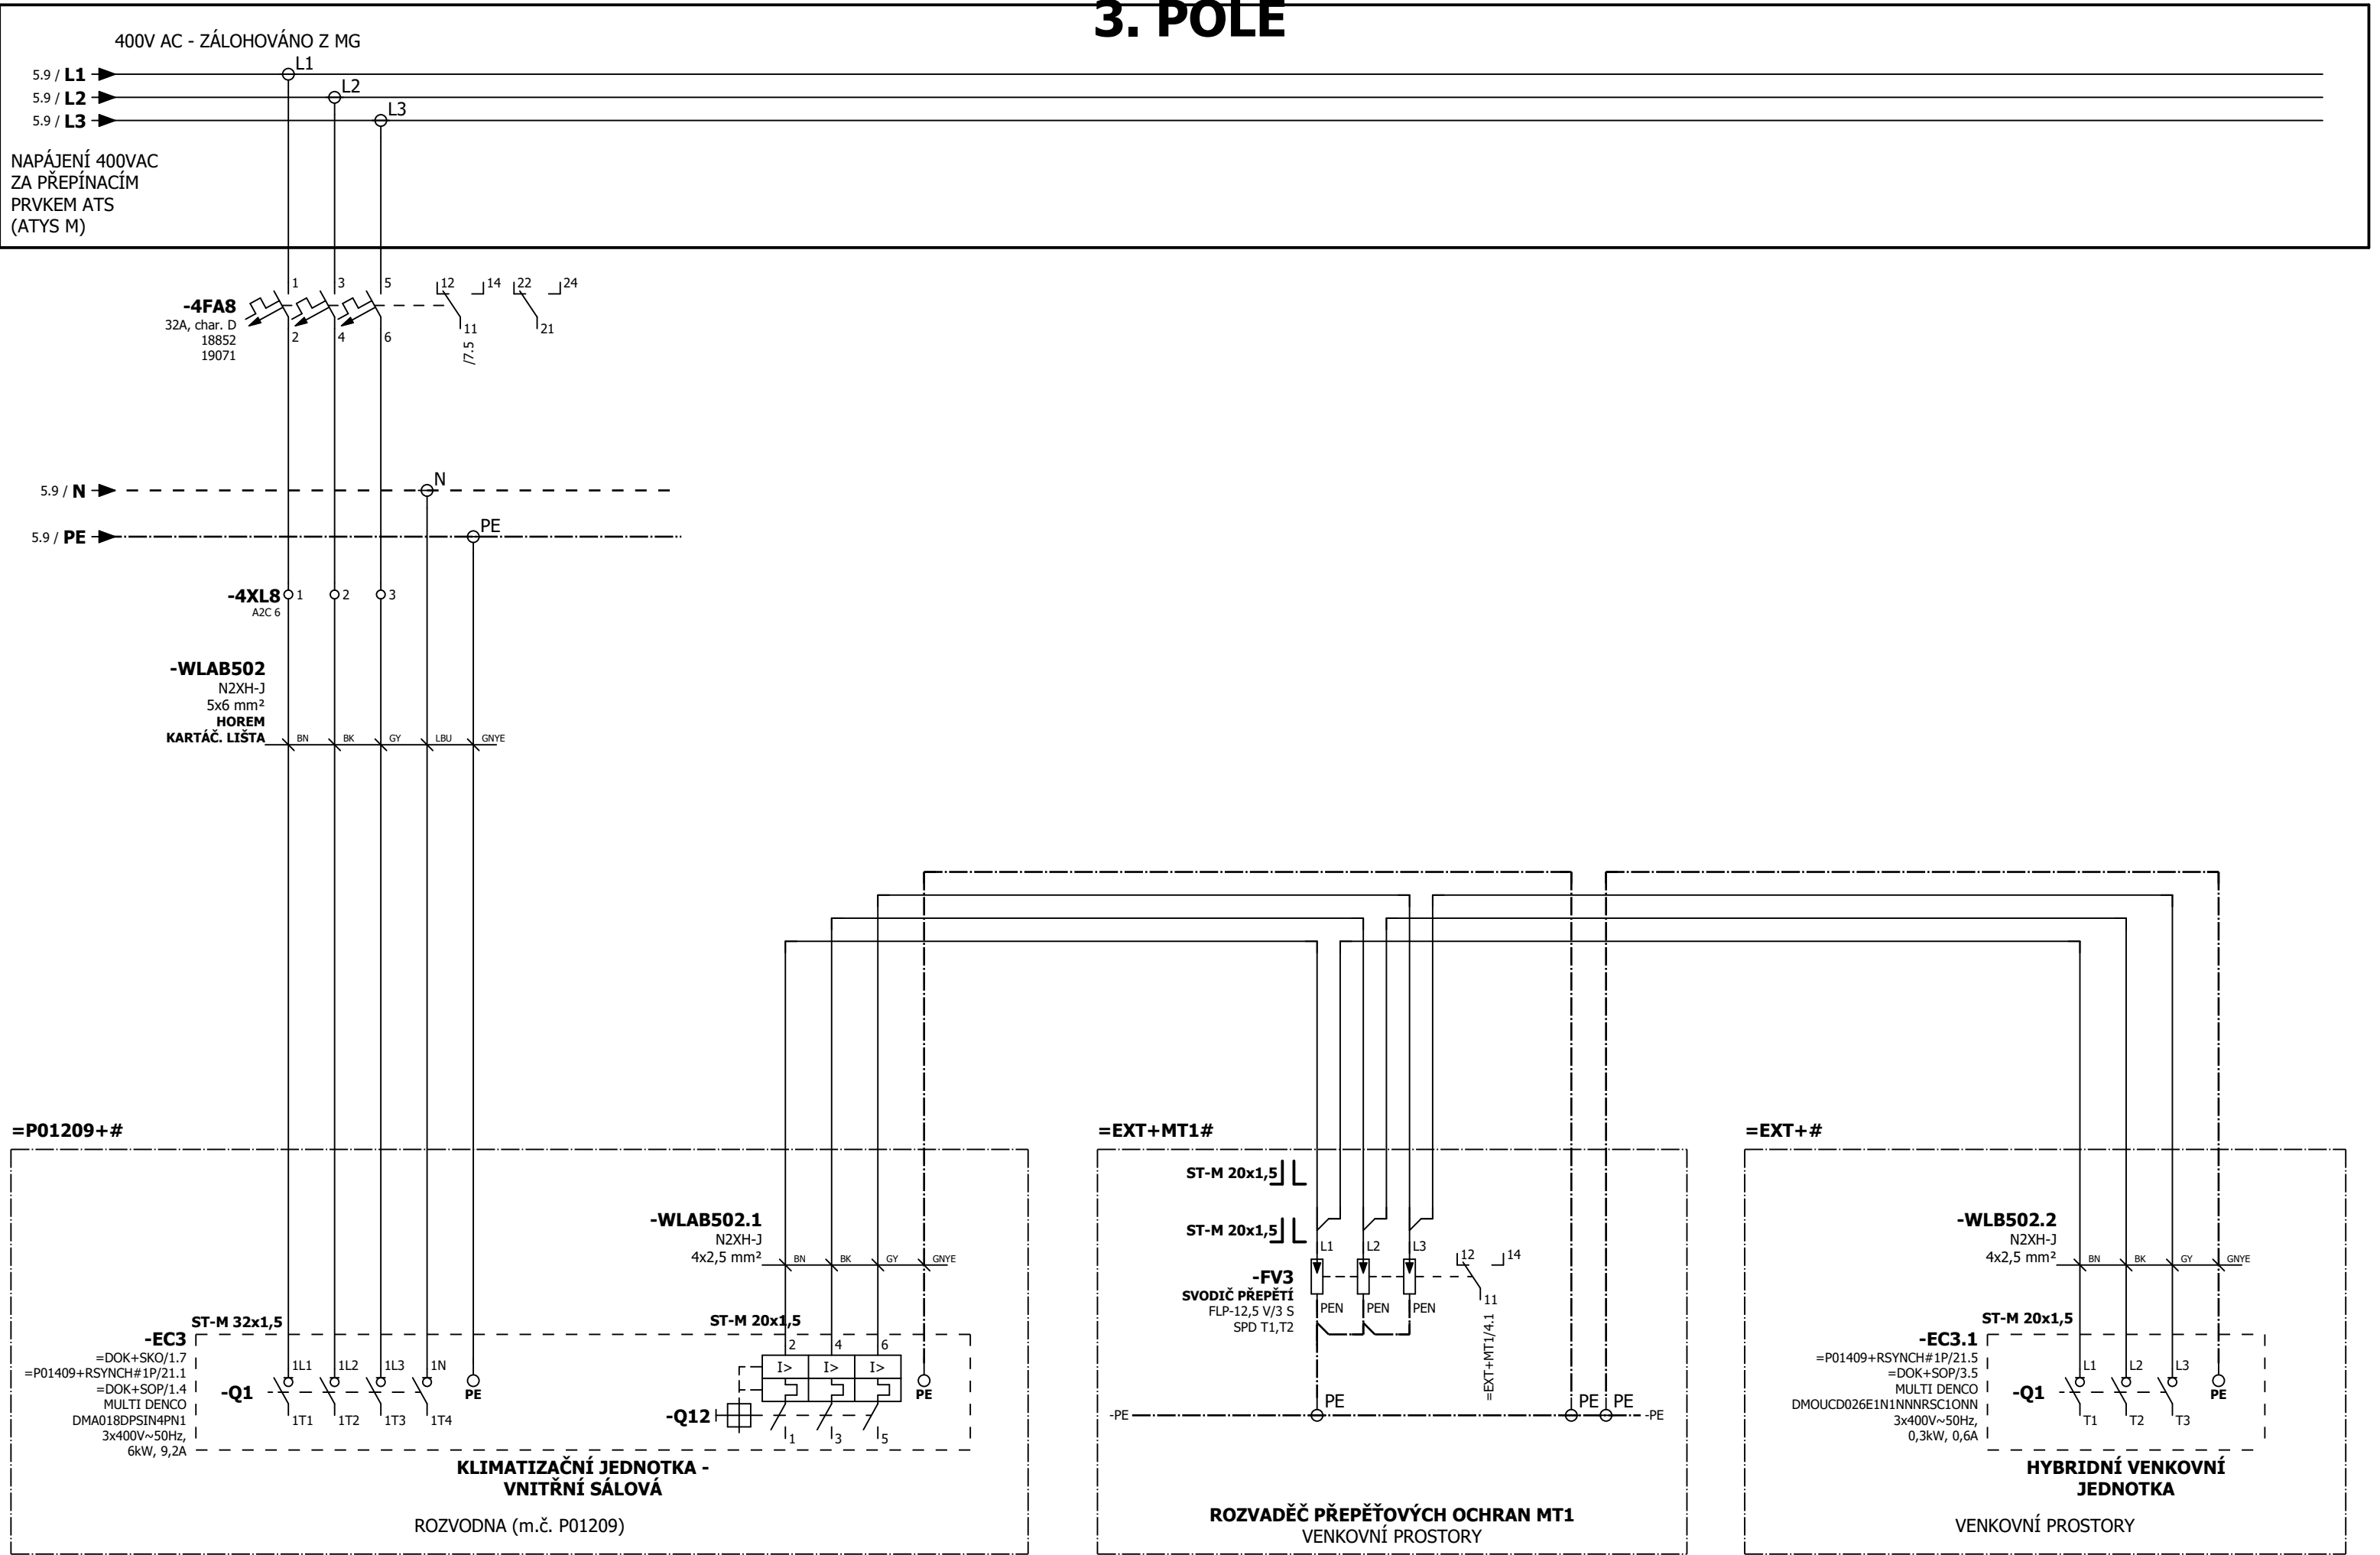 3. POLE
400V AC - ZÁLOHOVÁNO Z MG
5.9 / L1
L1
5.9 / L2
L2
5.9 / L3
L3
NAPÁJENÍ 400VAC
ZA PŘEPÍNACÍM
PRVKEM ATS
(ATYS M)
1 3 5 12 14 22 24
-4FA8
32A, char. D
18852
19071
2 4 6 11 21
/7.5
5.9 / N
N
5.9 / PE
PE
-4XL8 1 2 3
A2C 6
-WLAB502
N2XH-J
5x6 mm²
HOREM
KARTÁČ. LIŠTA
BN BK GY LBU GNYE
=P01209+#
-WLAB502.1
N2XH-J
4x2,5 mm²
BN BK GY GNYE
ST-M 32x1,5
ST-M 20x1,5
-EC3
=DOK+SKO/1.7
=P01409+RSYNCH#1P/21.1
=DOK+SOP/1.4
MULTI DENCO
DMA018DPSIN4PN1
3x400V~50Hz,
6kW, 9,2A
-Q1
1L1 1L2 1L3 1N
PE
1T1 1T2 1T3 1T4
2 4 6
I> I> I>
-Q12
PE
1 3 5
KLIMATIZAČNÍ JEDNOTKA -
VNITŘNÍ SÁLOVÁ
ROZVODNA (m.č. P01209)
=EXT+MT1#
ST-M 20x1,5
ST-M 20x1,5
L1 L2 L3 12 14
-FV3
SVODIČ PŘEPĚTÍ
FLP-12,5 V/3 S
SPD T1,T2
PEN PEN PEN
11
=EXT+MT1/4.1
-PE PE PE PE -PE
ROZVADĚČ PŘEPĚŤOVÝCH OCHRAN MT1
VENKOVNÍ PROSTORY
=EXT+#
-WLB502.2
N2XH-J
4x2,5 mm²
BN BK GY GNYE
ST-M 20x1,5
-EC3.1
=P01409+RSYNCH#1P/21.5
=DOK+SOP/3.5
MULTI DENCO
DMOUCD026E1N1NNNRSC1ONN
3x400V~50Hz,
0,3kW, 0,6A
-Q1
L1 L2 L3
PE
T1 T2 T3
HYBRIDNÍ VENKOVNÍ
JEDNOTKA
VENKOVNÍ PROSTORY